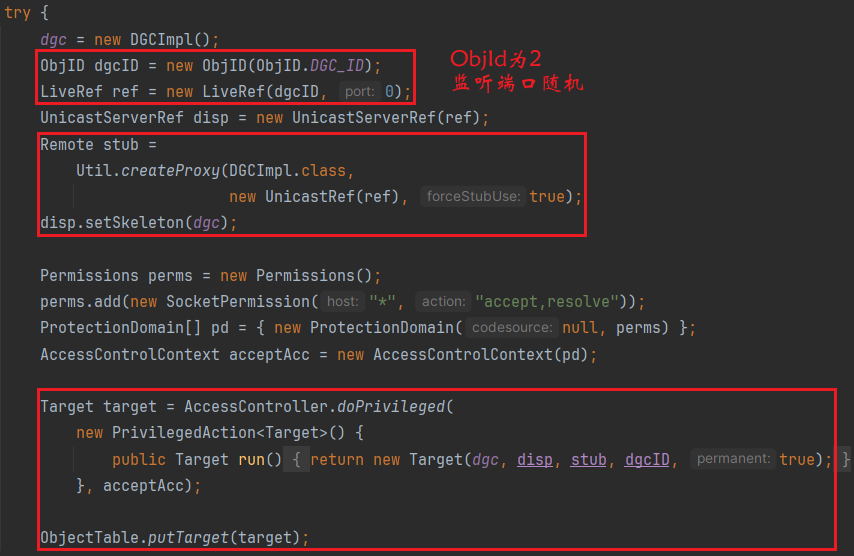 try {
dgc = new DGCImpl();
ObjID dgcID = new ObjID(ObjID.DGC_ID);
ObjId为2
LiveRef ref = new LiveRef(dgcID, port: 0);
监听端口随机
UnicastServerRef disp = new UnicastServerRef(ref);
Remote stub =
Util.createProxy(DGCImpl.class,
new UnicastRef(ref), forceStubUse: true);
disp.setSkeleton(dgc);
Permissions perms = new Permissions();
perms.add(new SocketPermission( host: "*", action: "accept,resolve"));
ProtectionDomain[] pd = { new ProtectionDomain( codesource: null, perms) };
AccessControlContext acceptAcc = new AccessControlContext(pd);
Target target = AccessController.doPrivileged(
new PrivilegedAction<Target>() {
public Target run() { return new Target(dgc, disp, stub, dgcID, permanent: true); }
}, acceptAcc);
ObjectTable.putTarget(target);